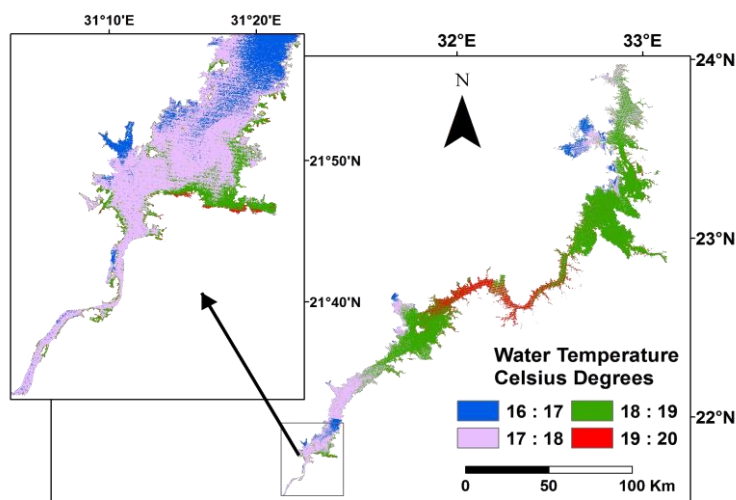 31°10'E 31°20'E
32°E 33°E
24°N
N
21°50'N
23°N
21°40'N
Water Temperature
Celsius Degrees
16 : 17 18 : 19
17 : 18 19 : 20
22°N
0 50 100 Km